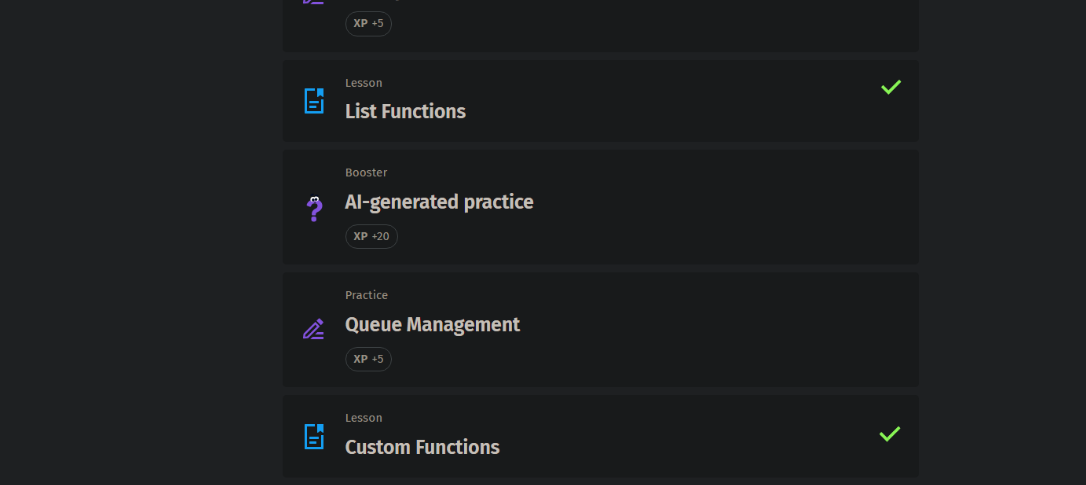 XP +5
Lesson
List Functions
Booster
AI-generated practice
XP +20
Practice
Queue Management
XP +5
Lesson
Custom Functions